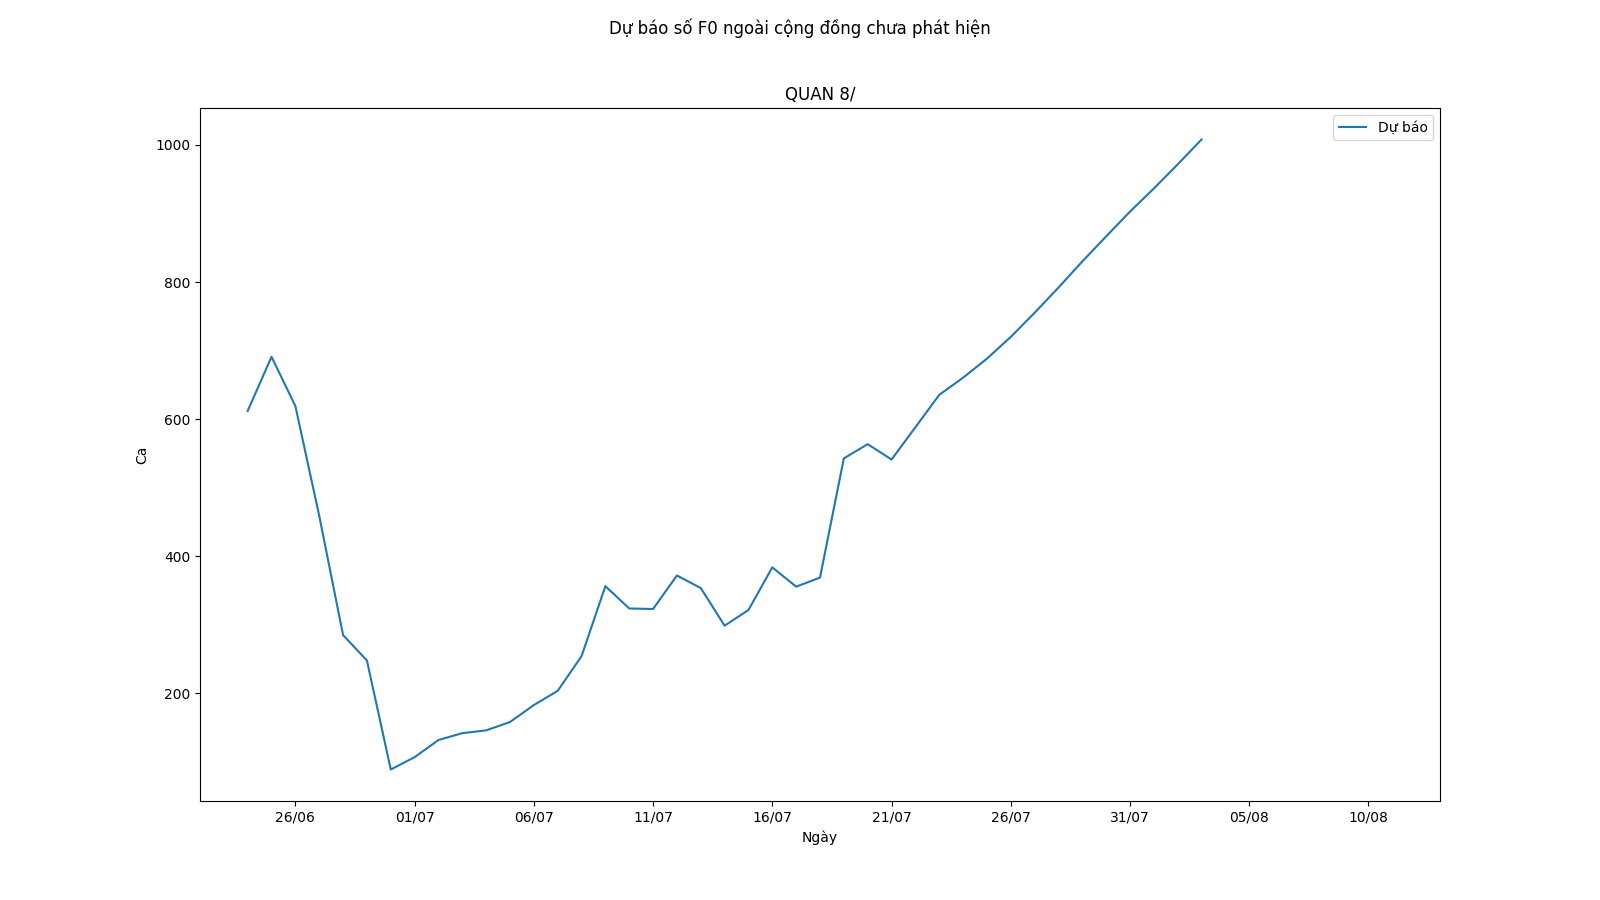 Dự báo số F0 ngoài cộng đồng chưa phát hiện
QUAN 8/
Dự báo
1000
800
600
400
200
Ca
26/06 01/07 06/07 11/07 16/07 21/07 26/07 31/07 05/08 10/08
Ngày